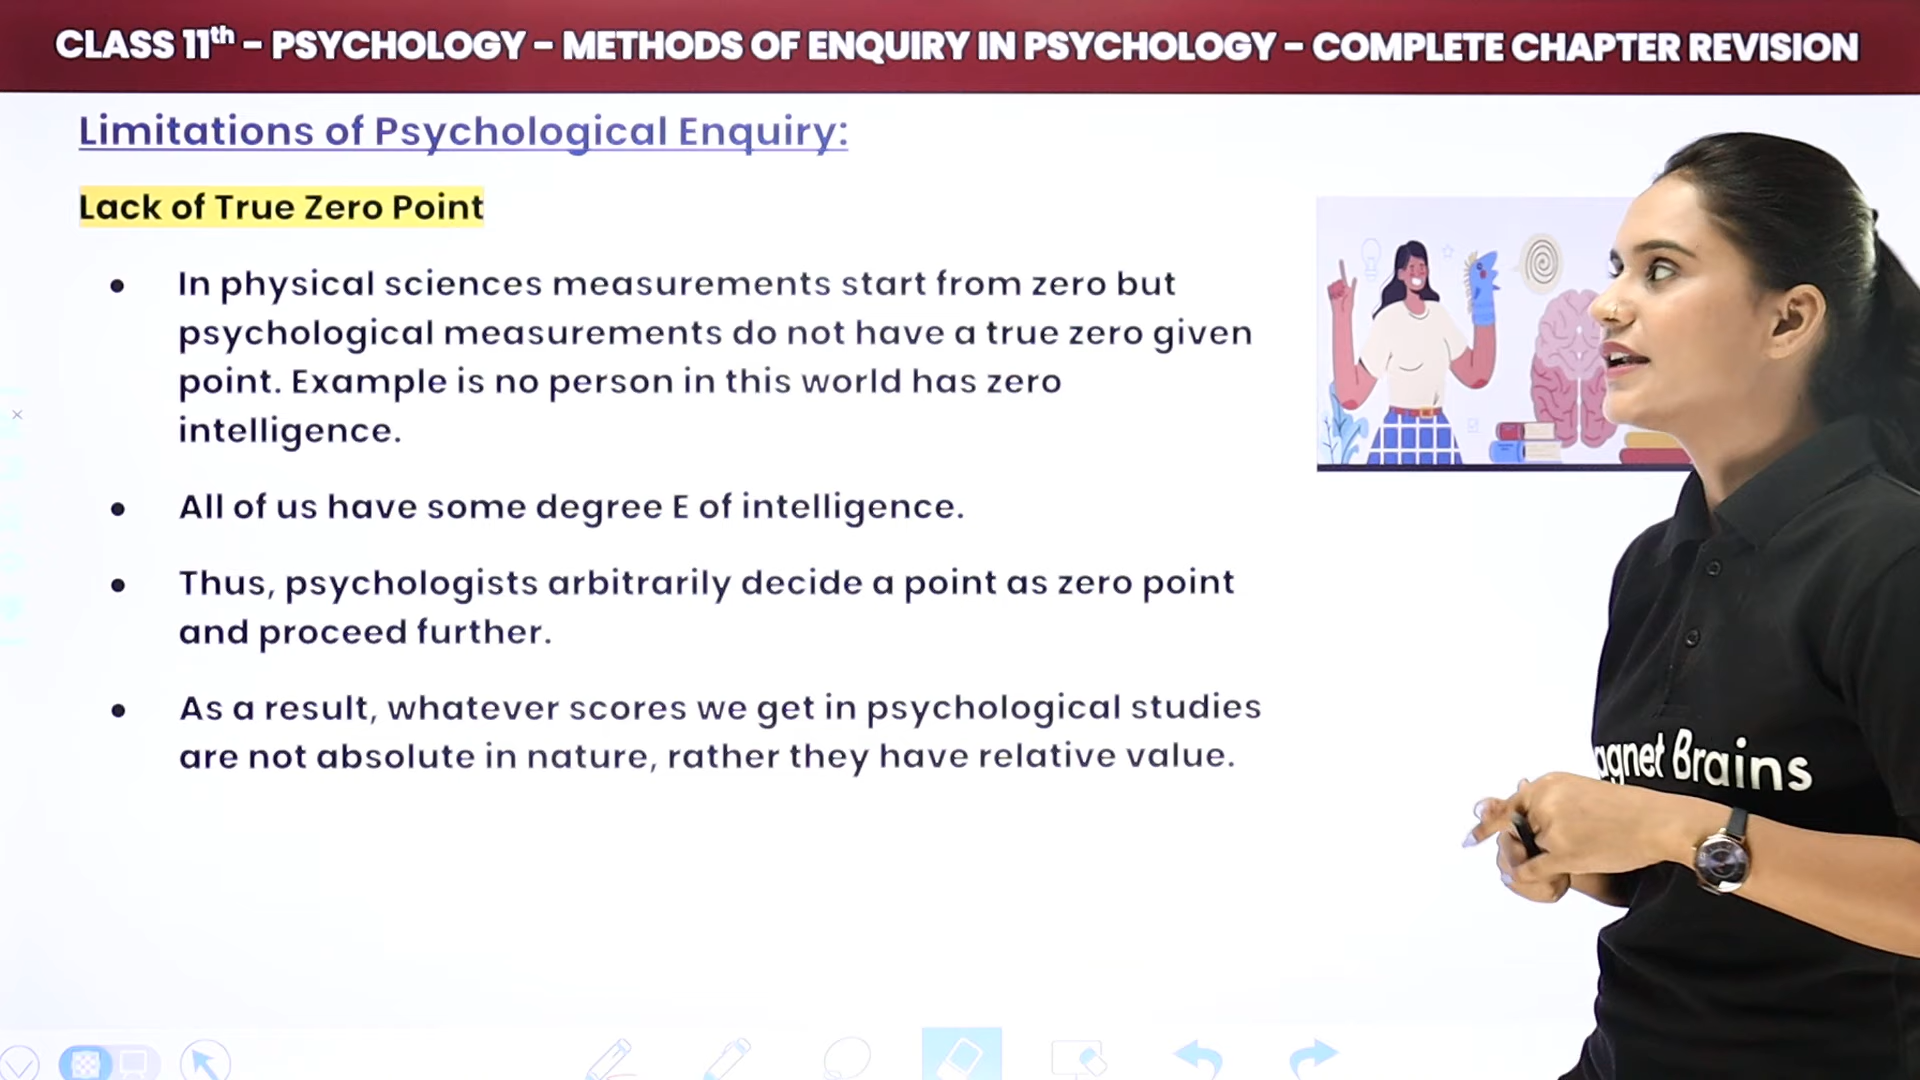 CLASS 11th - PSYCHOLOGY - METHODS OF ENQUIRY IN PSYCHOLOGY - COMPLETE CHAPTER REVISION
Limitations of Psychological Enquiry:
Lack of True Zero Point
• In physical sciences measurements start from zero but
psychological measurements do not have a true zero given
point. Example is no person in this world has zero
intelligence.
• All of us have some degree E of intelligence.
• Thus, psychologists arbitrarily decide a point as zero point
and proceed further.
• As a result, whatever scores we get in psychological studies
are not absolute in nature, rather they have relative value.
agnet Brains